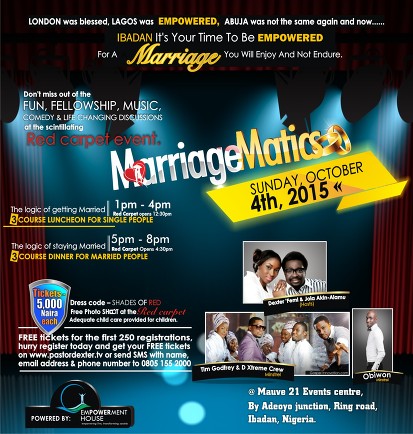 LONDON was blessed, LAGOS was EMPOWERED, ABUJA was not the same again and now......
IBADAN It's Your Time To Be EMPOWERED
For A Marriage You Will Enjoy And Not Endure.
Don't miss out of the
FUN, FELLOWSHIP, MUSIC,
COMEDY & LIFE CHANGING DISCUSSIONS
at the scintillating
Red carpet event.
MarriageMatics
SUNDAY, OCTOBER
4th, 2015 «
The logic of getting Married
1pm - 4pm
Red Carpet opens 12:30pm
3 COURSE LUNCHEON FOR SINGLE PEOPLE
The logic of staying Married
5pm - 8pm
Red Carpet Opens 4:30pm
3 COURSE DINNER FOR MARRIED PEOPLE
Tickets
5,000
Naira
each
Dress code – SHADES OF RED
Free Photo SHOOT at the Red carpet
Adequate child care provided for children.
FREE tickets for the first 250 registrations,
hurry register today and get your FREE tickets
on www.pastordexter.tv or send SMS with name,
email address & phone number to 0805 155 2000
Dexter 'Femi & Jola Akin-Alamu
(Hosts)
Tim Godfrey & D Xtreme Crew
Minstrel
Obiwon
Minstrel
POWERED BY:
EMPOWERMENT
HOUSE
@ Mauve 21 Events centre,
By Adeoyo junction, Ring road,
Ibadan, Nigeria.